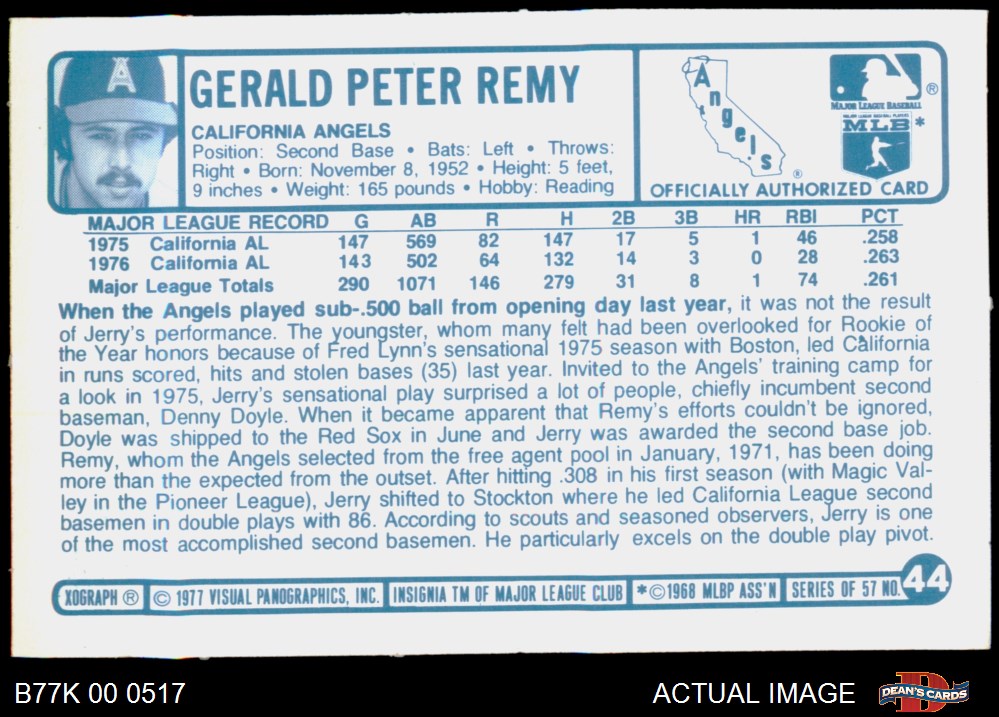 A
GERALD PETER REMY
CALIFORNIA ANGELS
Position: Second Base • Bats: Left • Throws:
Right • Born: November 8, 1952 • Height: 5 feet,
9 inches • Weight: 165 pounds • Hobby: Reading
Angels
®
MAJOR LEAGUE BASEBALL
®
MLB *
OFFICIALLY AUTHORIZED CARD
MAJOR LEAGUE RECORD G AB R H 2B 3B HR RBI PCT
1975 California AL 147 569 82 147 17 5 1 46 .258
1976 California AL 143 502 64 132 14 3 0 28 .263
Major League Totals 290 1071 146 279 31 8 1 74 .261
When the Angels played sub-.500 ball from opening day last year, it was not the result
of Jerry's performance. The youngster, whom many felt had been overlooked for Rookie of
the Year honors because of Fred Lynn's sensational 1975 season with Boston, led California
in runs scored, hits and stolen bases (35) last year. Invited to the Angels' training camp for
a look in 1975, Jerry's sensational play surprised a lot of people, chiefly incumbent second
baseman, Denny Doyle. When it became apparent that Remy's efforts couldn't be ignored,
Doyle was shipped to the Red Sox in June and Jerry was awarded the second base job.
Remy, whom the Angels selected from the free agent pool in January, 1971, has been doing
more than the expected from the outset. After hitting .308 in his first season (with Magic Val-
ley in the Pioneer League), Jerry shifted to Stockton where he led California League second
basemen in double plays with 86. According to scouts and seasoned observers, Jerry is one
of the most accomplished second basemen. He particularly excels on the double play pivot.
XOGRAPH ® © 1977 VISUAL PANOGRAPHICS, INC. INSIGNIA TM OF MAJOR LEAGUE CLUB *©1968 MLBP ASS'N SERIES OF 57 NO. 44
B77K 00 0517 ACTUAL IMAGE DEAN'S CARDS